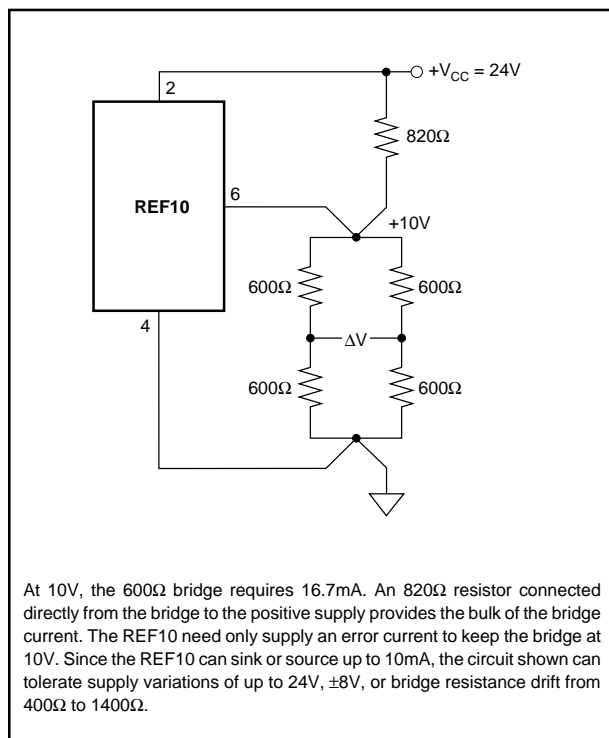 2
+VCC = 24V
820Ω
6
REF10
+10V
600Ω 600Ω
4
ΔV
600Ω 600Ω
At 10V, the 600Ω bridge requires 16.7mA. An 820Ω resistor connected
directly from the bridge to the positive supply provides the bulk of the bridge
current. The REF10 need only supply an error current to keep the bridge at
10V. Since the REF10 can sink or source up to 10mA, the circuit shown can
tolerate supply variations of up to 24V, ±8V, or bridge resistance drift from
400Ω to 1400Ω.